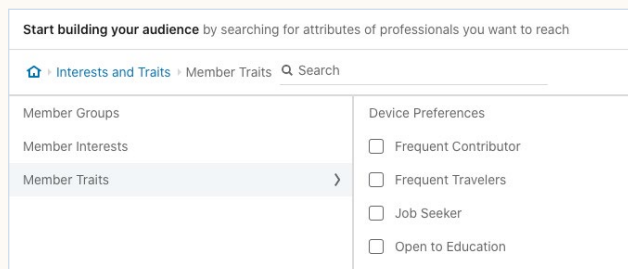 Start building your audience by searching for attributes of professionals you want to reach
Interests and Traits Member Traits Search
Member Groups
Member Interests
Member Traits
Device Preferences
Frequent Contributor
Frequent Travelers
Job Seeker
Open to Education